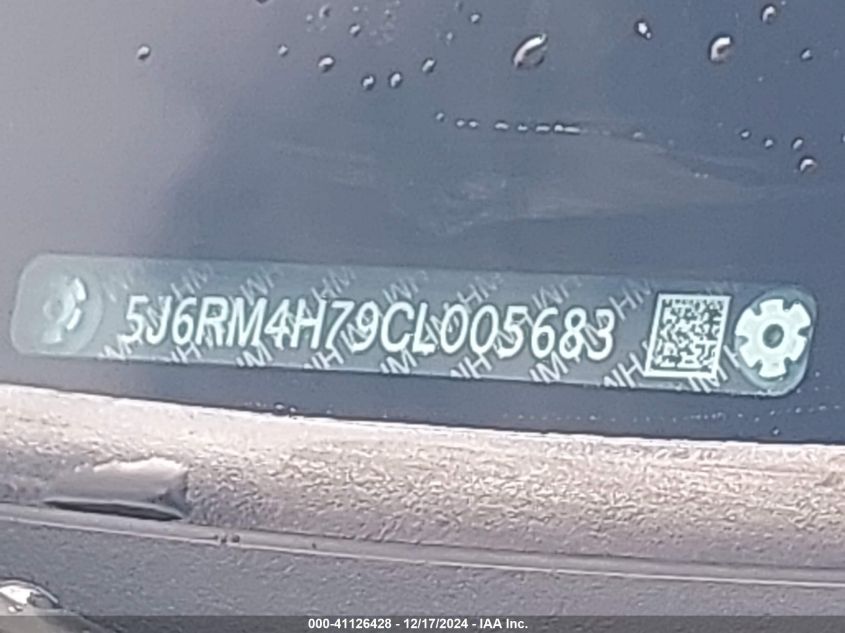 5J6RM4H79CL005683
000-41126428 - 12/17/2024 - IAA Inc.